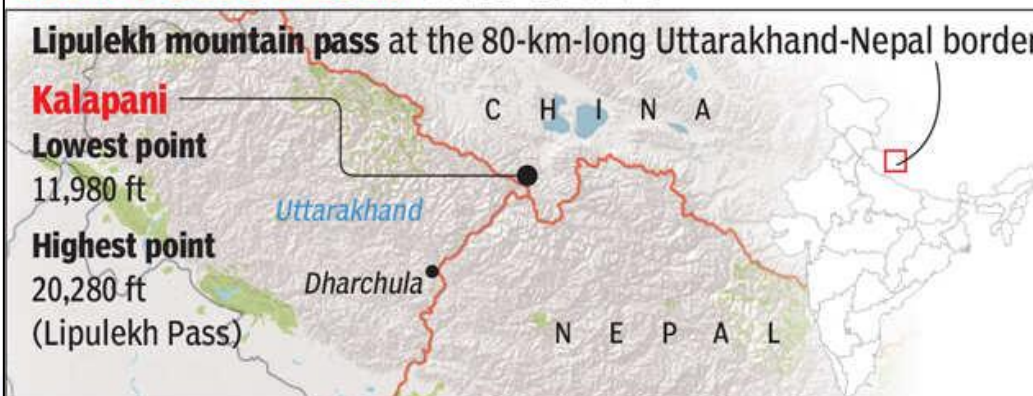 Lipulekh mountain pass at the 80-km-long Uttarakhand-Nepal border
Kalapani
Lowest point
11,980 ft
Highest point
20,280 ft
(Lipulekh Pass)
C H I N A
Uttarakhand
Dharchula
N E P A L